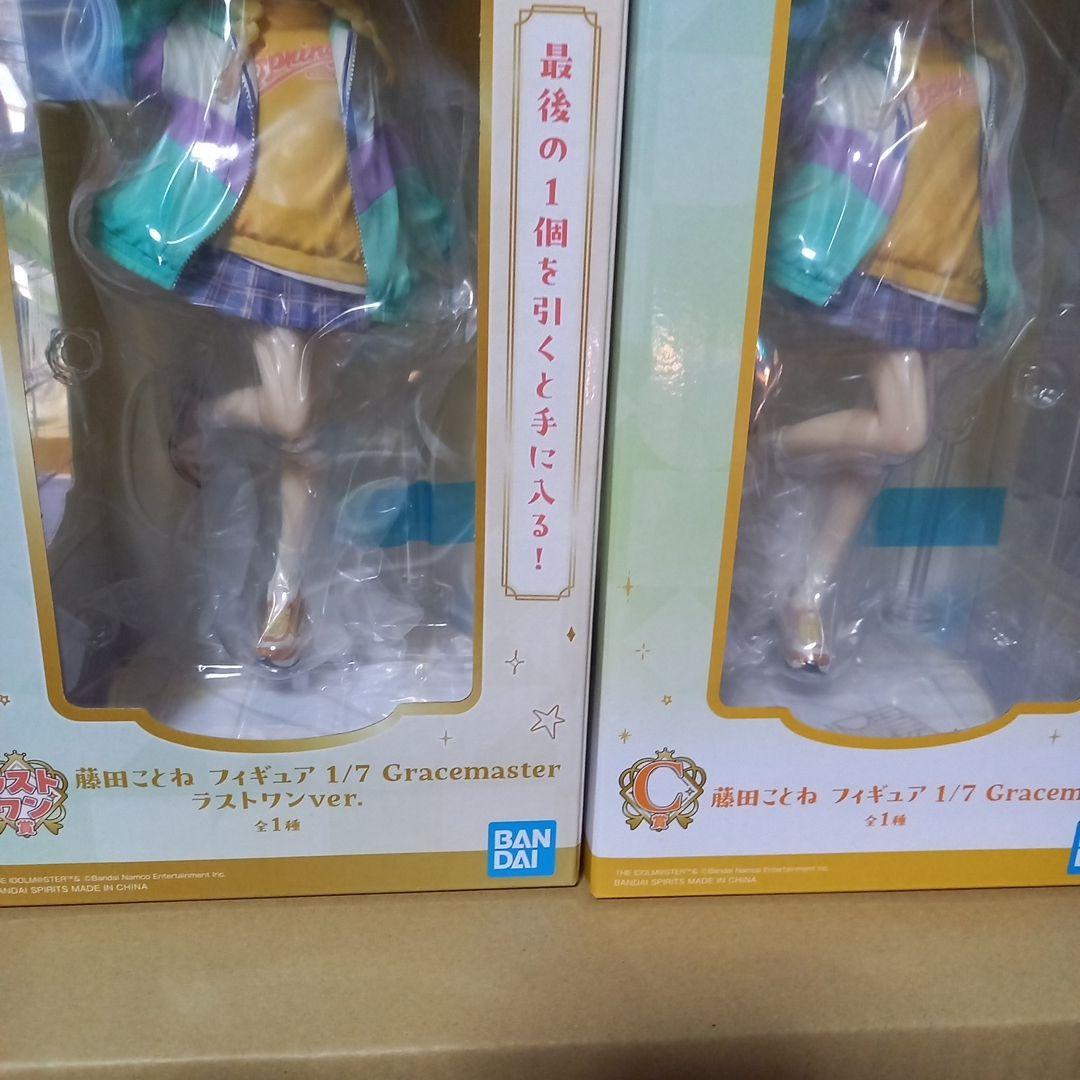 最後の1個を引くと手に入る!
ラスト
ワン
賞
藤田ことね フィギュア 1/7 Gracemaster
ラストワンver.
全1種
BAN
DAI
THE IDOLM@STER™& ©Bandai Namco Entertainment Inc.
BANDAI SPIRITS MADE IN CHINA
C
賞
藤田ことね フィギュア 1/7 Gracem
全1種
THE IDOLM@STER™& ©Bandai Namco Entertainment Inc.
BANDAI SPIRITS MADE IN CHINA